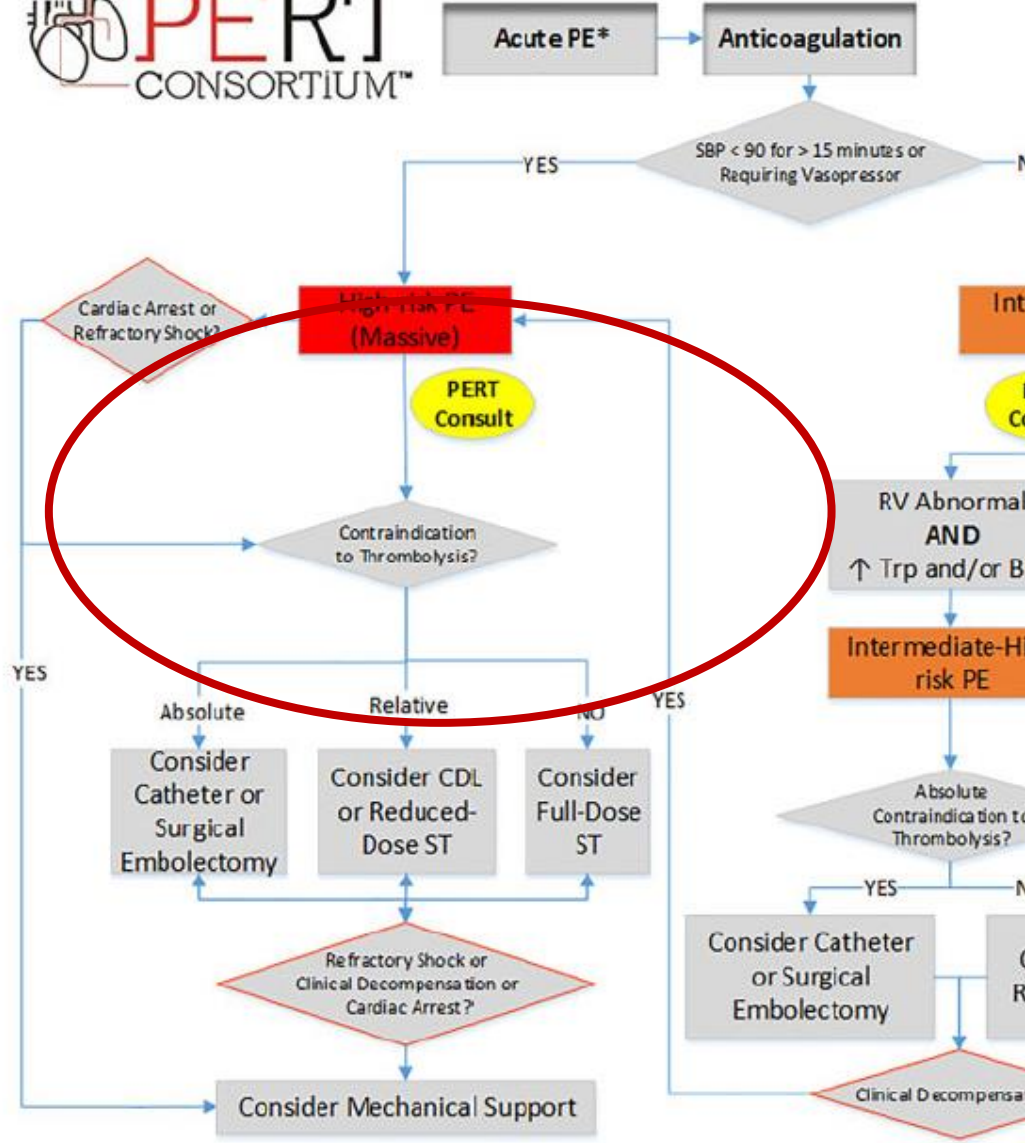 PERT
CONSORTiUM™
Acute PE*
Anticoagulation
SBP < 90 for > 15 minutes or
Requiring Vasopressor
YES
Cardiac Arrest or
Refractory Shock?
High-risk PE
(Massive)
PERT
Consult
Contraindication
to Thrombolysis?
YES
Absolute
Relative
NO
YES
Consider
Catheter or
Surgical
Embolectomy
Consider CDL
or Reduced-
Dose ST
Consider
Full-Dose
ST
Refractory Shock or
Clinical Decompensation or
Cardiac Arrest?
Consider Mechanical Support
RV Abnormal
AND
↑ Trp and/or B
Intermediate-Hi
risk PE
Absolute
Contraindication to
Thrombolysis?
YES
Consider Catheter
or Surgical
Embolectomy
Clinical Decompensa